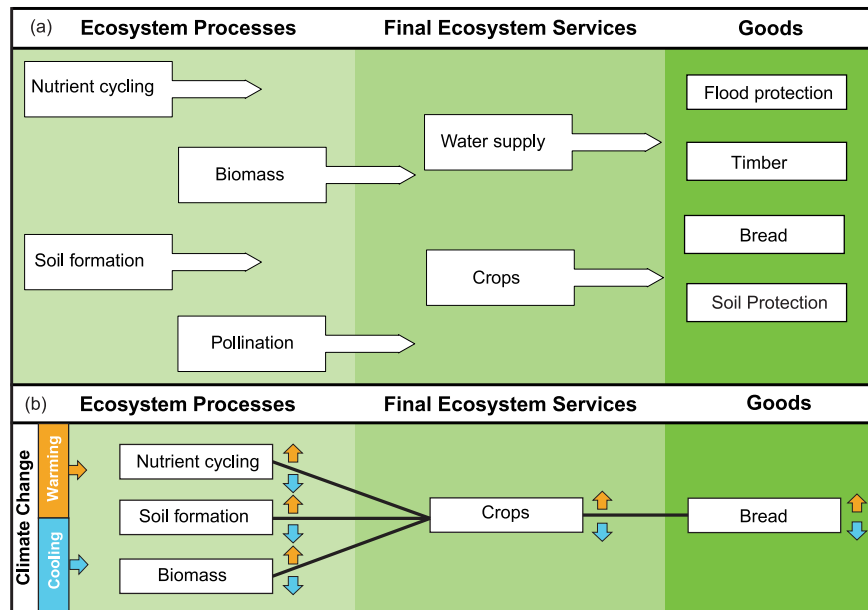 (a) Ecosystem Processes Final Ecosystem Services Goods
Nutrient cycling
Flood protection
Water supply
Timber
Biomass
Bread
Soil formation
Crops
Soil Protection
Pollination
(b) Ecosystem Processes Final Ecosystem Services Goods
Climate Change
Warming
Cooling
Nutrient cycling
Soil formation
Crops
Bread
Biomass